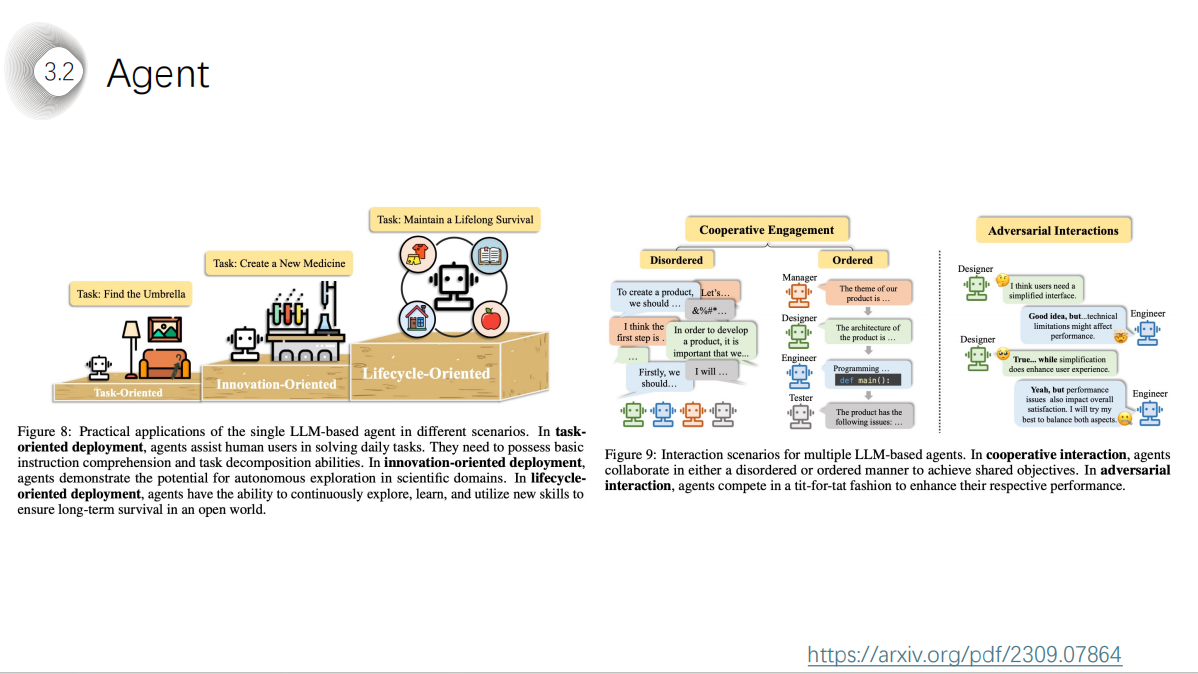 3.2
Agent
Task: Maintain a Lifelong Survival
Task: Create a New Medicine
Task: Find the Umbrella
Task-Oriented
Innovation-Oriented
Lifecycle-Oriented
Figure 8: Practical applications of the single LLM-based agent in different scenarios. In task-
oriented deployment, agents assist human users in solving daily tasks. They need to possess basic
instruction comprehension and task decomposition abilities. In innovation-oriented deployment,
agents demonstrate the potential for autonomous exploration in scientific domains. In lifecycle-
oriented deployment, agents have the ability to continuously explore, learn, and utilize new skills to
ensure long-term survival in an open world.
Cooperative Engagement
Disordered
To create a product,
we should ...
Let's...
&%#*...
I think the
first step is .
In order to develop
a product, it is
important that we...
...
Firstly, we
should...
I will ...
Ordered
Manager
The theme of our
product is ...
Designer
The architecture of
the product is ...
Engineer
Programming ...
def main():
Tester
The product has the
following issues: ...
Adversarial Interactions
Designer
I think users need a
simplified interface.
Engineer
Good idea, but...technical
limitations might affect
performance.
Designer
True... while simplification
does enhance user experience.
Engineer
Yeah, but performance
issues also impact overall
satisfaction. I will try my
best to balance both aspects.
Figure 9: Interaction scenarios for multiple LLM-based agents. In cooperative interaction, agents
collaborate in either a disordered or ordered manner to achieve shared objectives. In adversarial
interaction, agents compete in a tit-for-tat fashion to enhance their respective performance.
https://arxiv.org/pdf/2309.07864